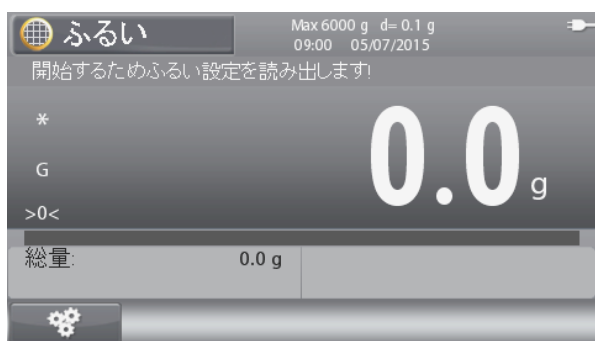 ふるい
Max 6000 g d= 0.1 g
09:00 05/07/2015
開始するためふるい設定を読み出します!
*
G
>0<
0.0 g
総量: 0.0 g